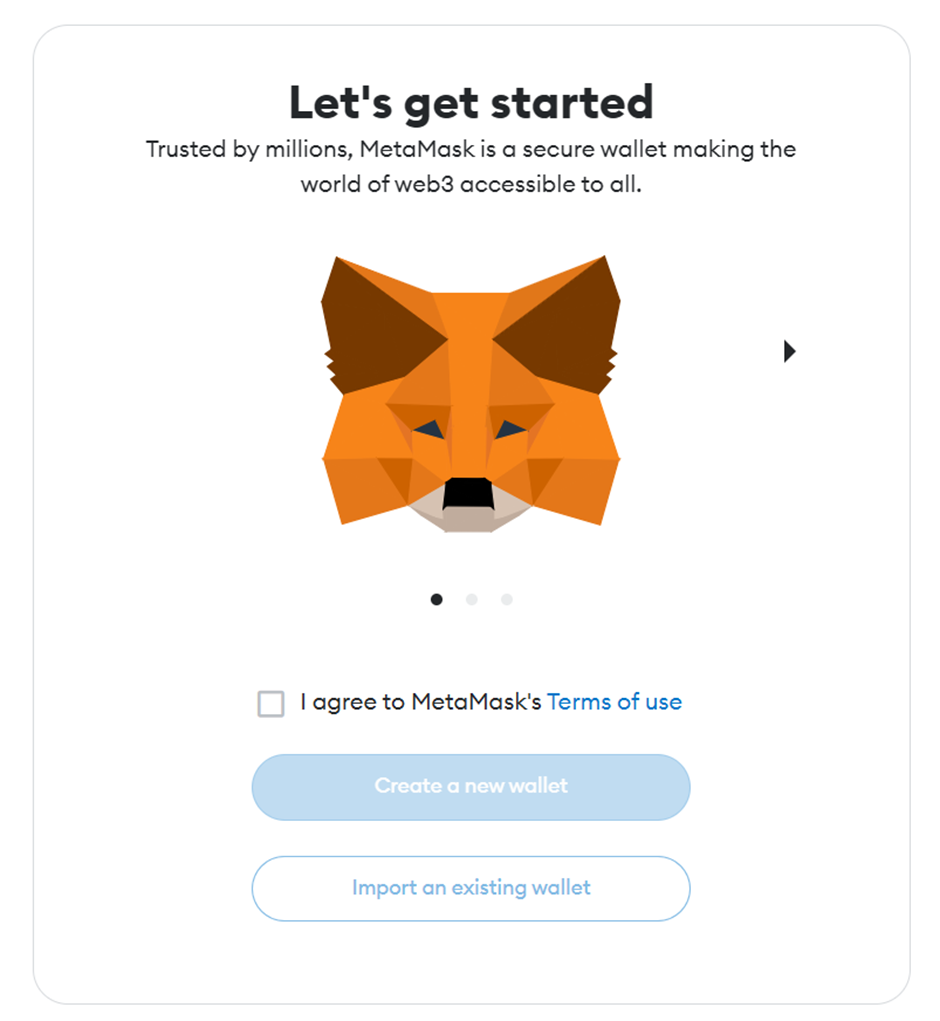 Let's get started
Trusted by millions, MetaMask is a secure wallet making the
world of web3 accessible to all.
I agree to MetaMask's Terms of use
Create a new wallet
Import an existing wallet